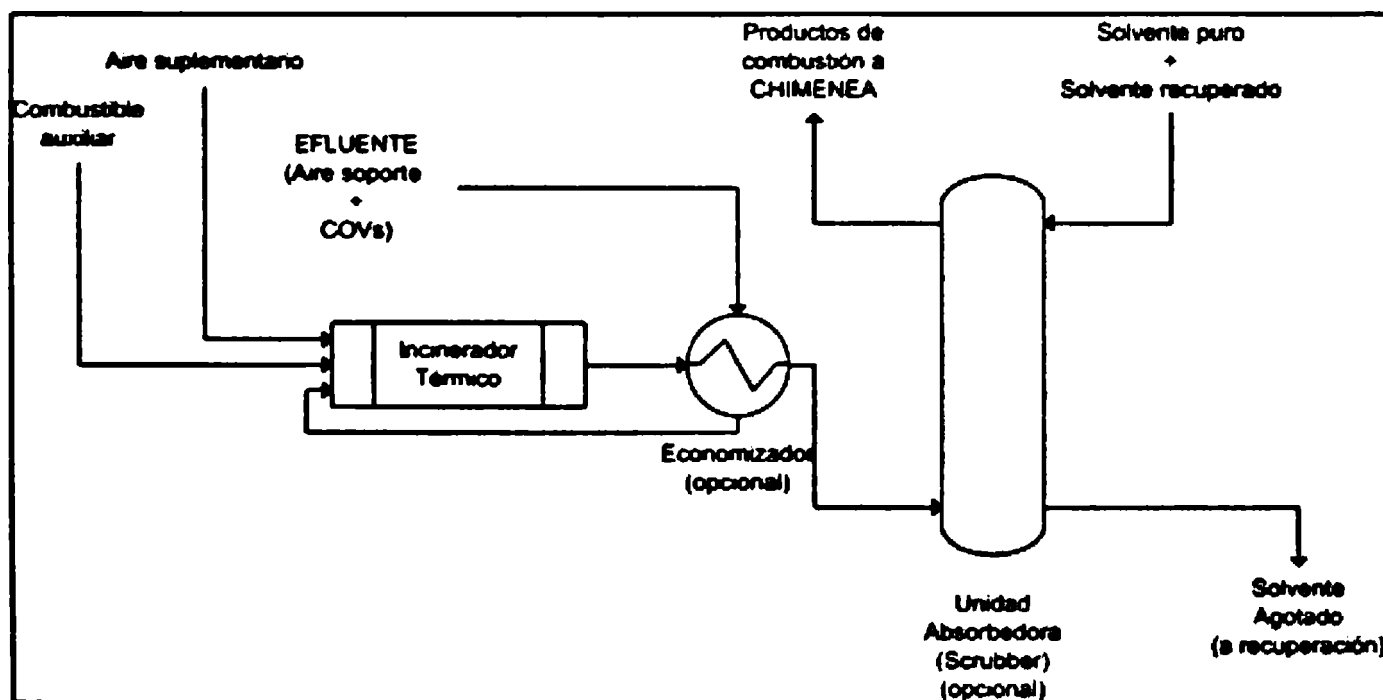 Aire suplementario
Combustible
auxiliar
EFLUENTE
(Aire soporte
+
COVs)
Productos de
combustión a
CHIMENEA
Solvente puro
+
Solvente recuperado
Incinerador
Térmico
Economizador
(opcional)
Unidad
Absorbedora
(Scrubber)
(opcional)
Solvente
Agotado
(a recuperación)